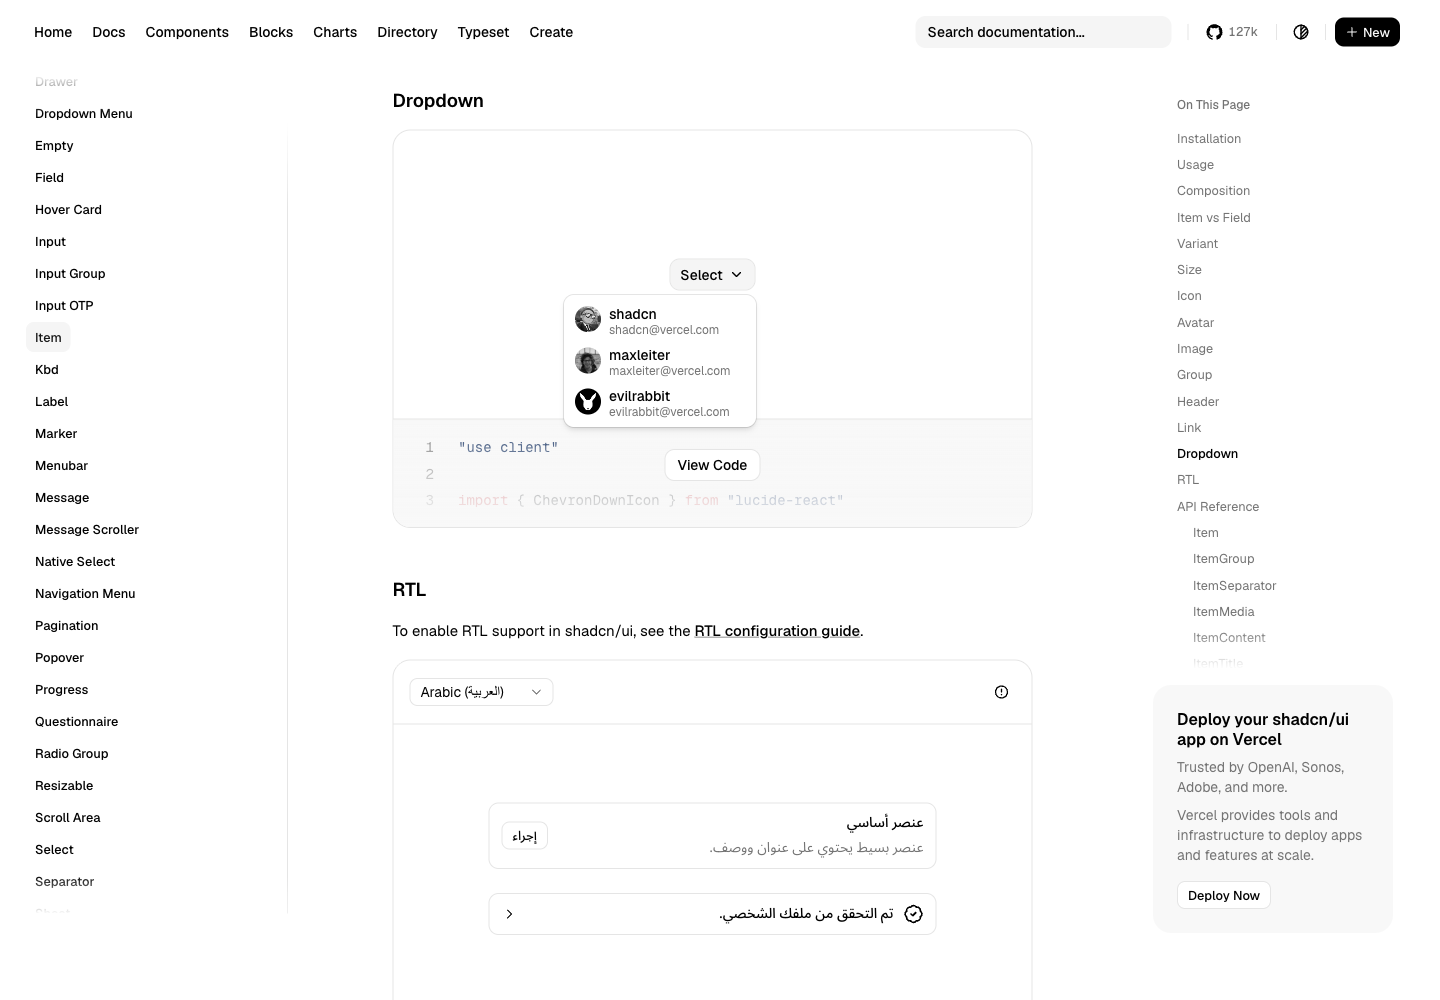 Home Docs Components Blocks Charts Directory Typeset Create
Search documentation...
127k
New
Drawer
Dropdown Menu
Empty
Field
Hover Card
Input
Input Group
Input OTP
Item
Kbd
Label
Marker
Menubar
Message
Message Scroller
Native Select
Navigation Menu
Pagination
Popover
Progress
Questionnaire
Radio Group
Resizable
Scroll Area
Select
Separator
Sheet
Dropdown
Select
shadcn
shadcn@vercel.com
maxleiter
maxleiter@vercel.com
evilrabbit
evilrabbit@vercel.com
1 "use client"
2
View Code
3 import { ChevronDownIcon } from "lucide-react"
RTL
To enable RTL support in shadcn/ui, see the RTL configuration guide.
Arabic (العربية)
عنصر أساسي
عنصر بسيط يحتوي على عنوان ووصف.
إجراء
تم التحقق من ملفك الشخصي.
On This Page
Installation
Usage
Composition
Item vs Field
Variant
Size
Icon
Avatar
Image
Group
Header
Link
Dropdown
RTL
API Reference
Item
ItemGroup
ItemSeparator
ItemMedia
ItemContent
ItemTitle
Deploy your shadcn/ui
app on Vercel
Trusted by OpenAI, Sonos,
Adobe, and more.
Vercel provides tools and
infrastructure to deploy apps
and features at scale.
Deploy Now